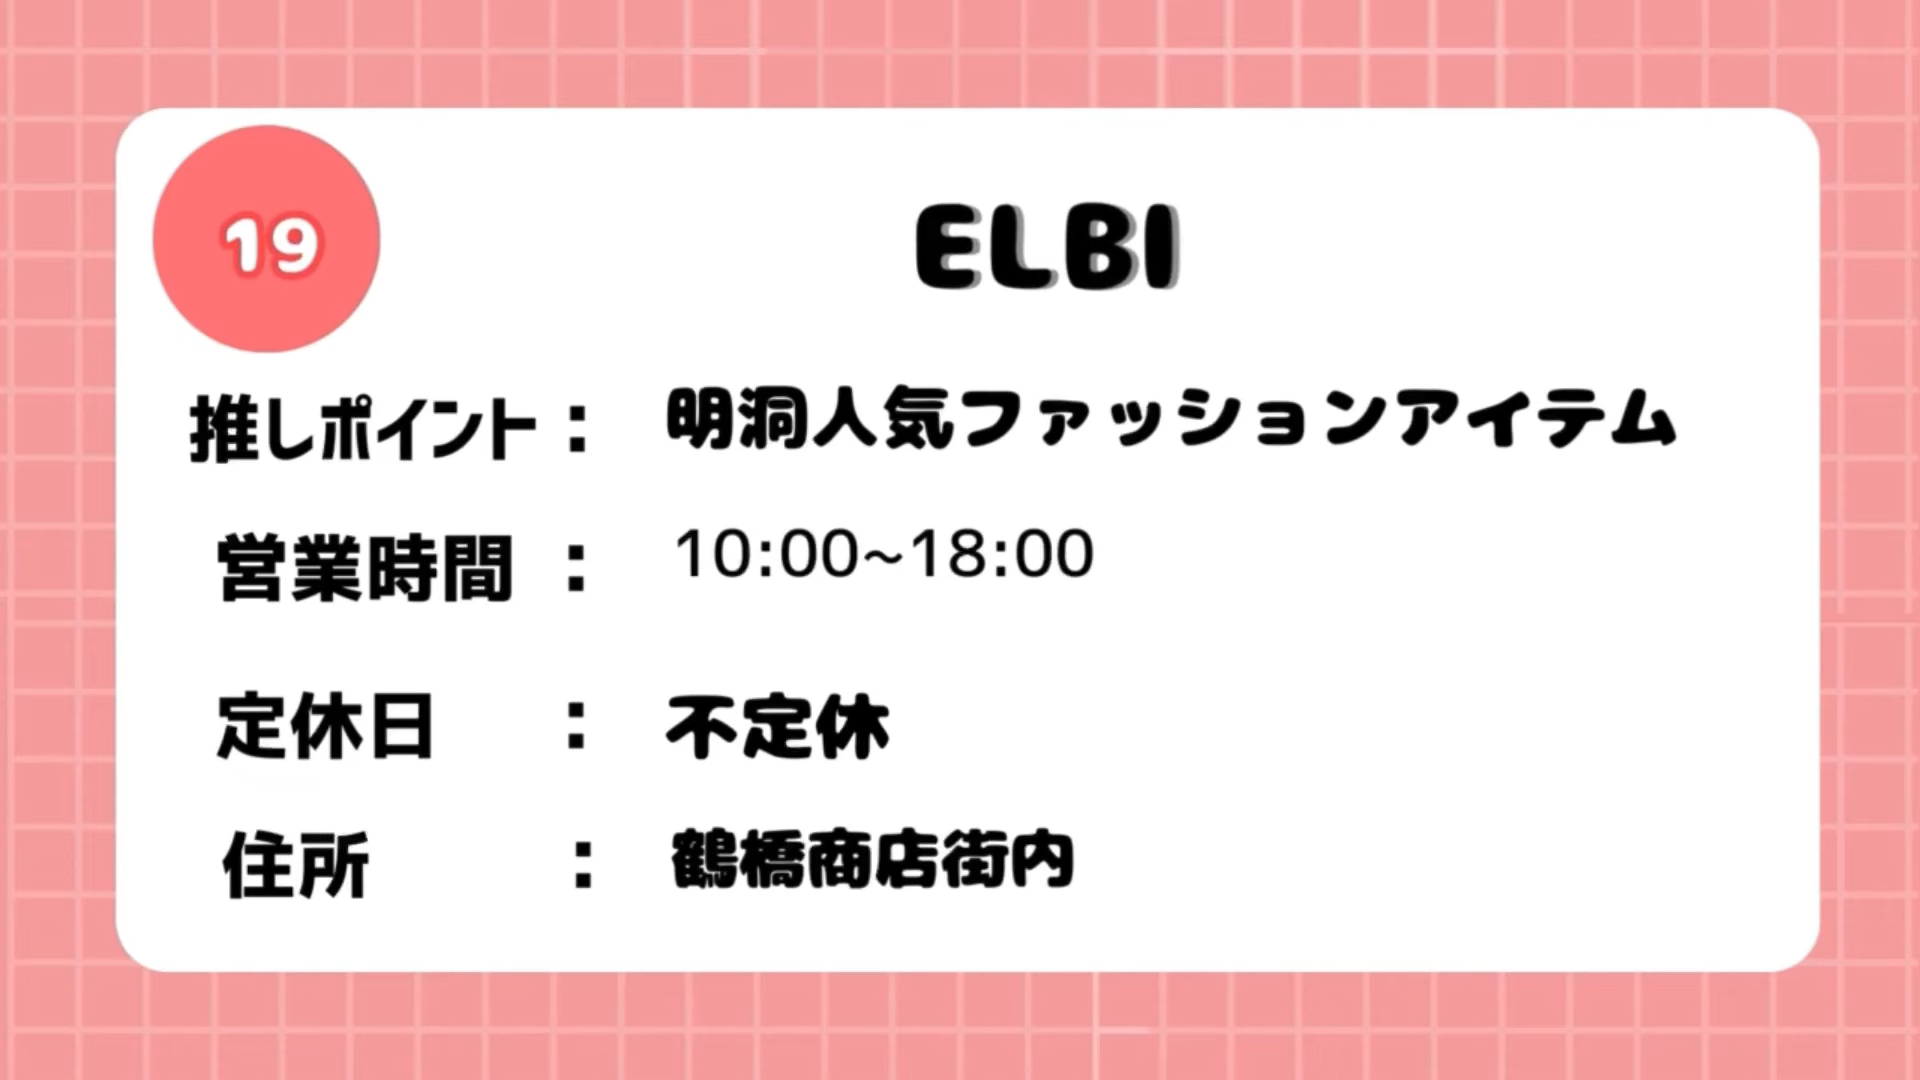 19
ELBI
推しポイント： 明洞人気ファッションアイテム
営業時間： 10:00~18:00
定休日： 不定休
住所： 鶴橋商店街内